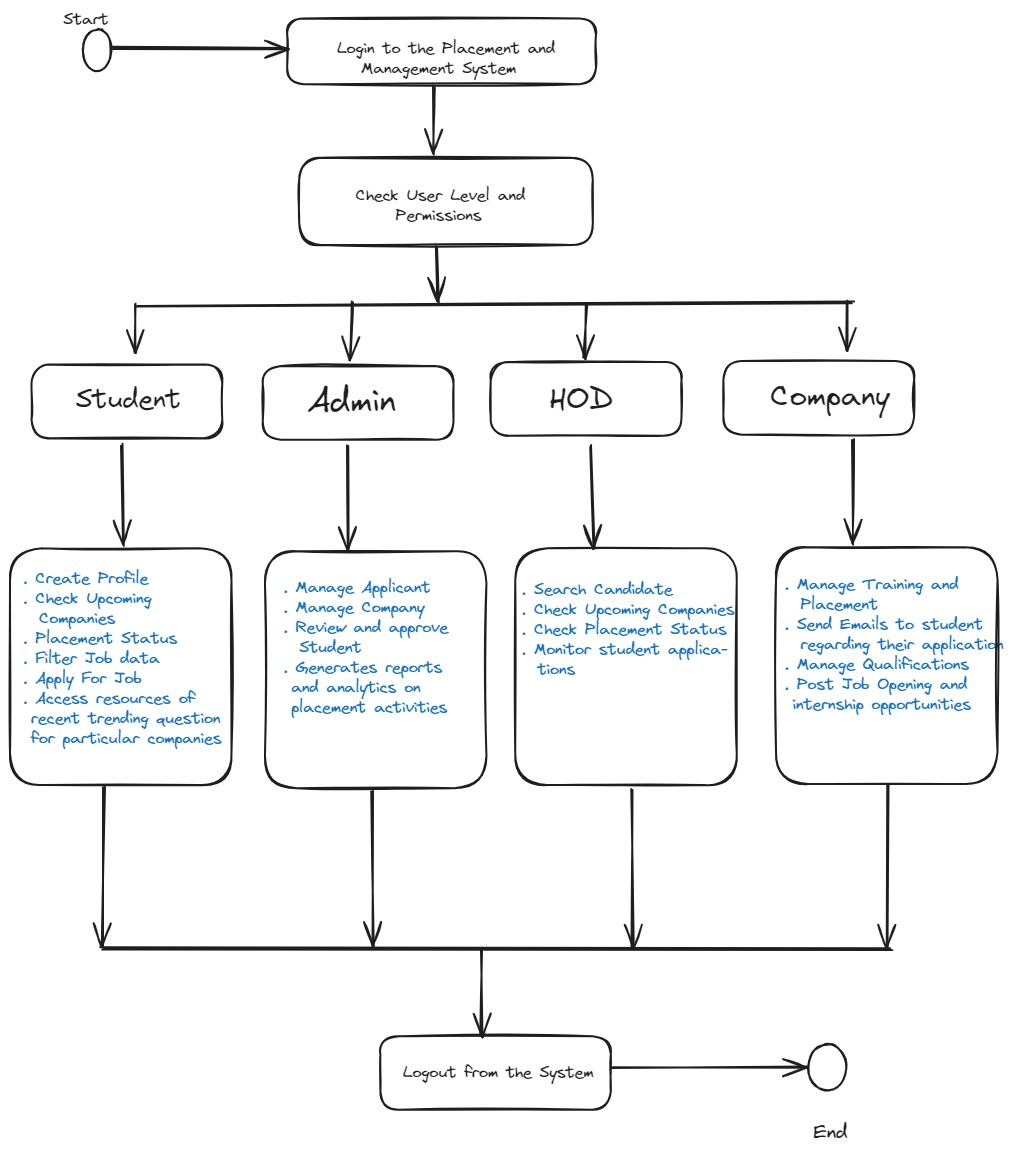 Start
Login to the Placement and
Management System
Check User Level and
Permissions
Student
Admin
HOD
Company
. Create Profile
. Check Upcoming
Companies
. Placement Status
. Filter Job data
. Apply For Job
. Access resources of
recent trending question
for particular companies
. Manage Applicant
. Manage Company
. Review and approve
Student
. Generates reports
and analytics on
placement activities
. Search Candidate
. Check Upcoming Companies
. Check Placement Status
. Monitor student applica-
tions
. Manage Training and
Placement
. Send Emails to student
regarding their application
. Manage Qualifications
. Post Job Opening and
internship opportunities
Logout from the System
End